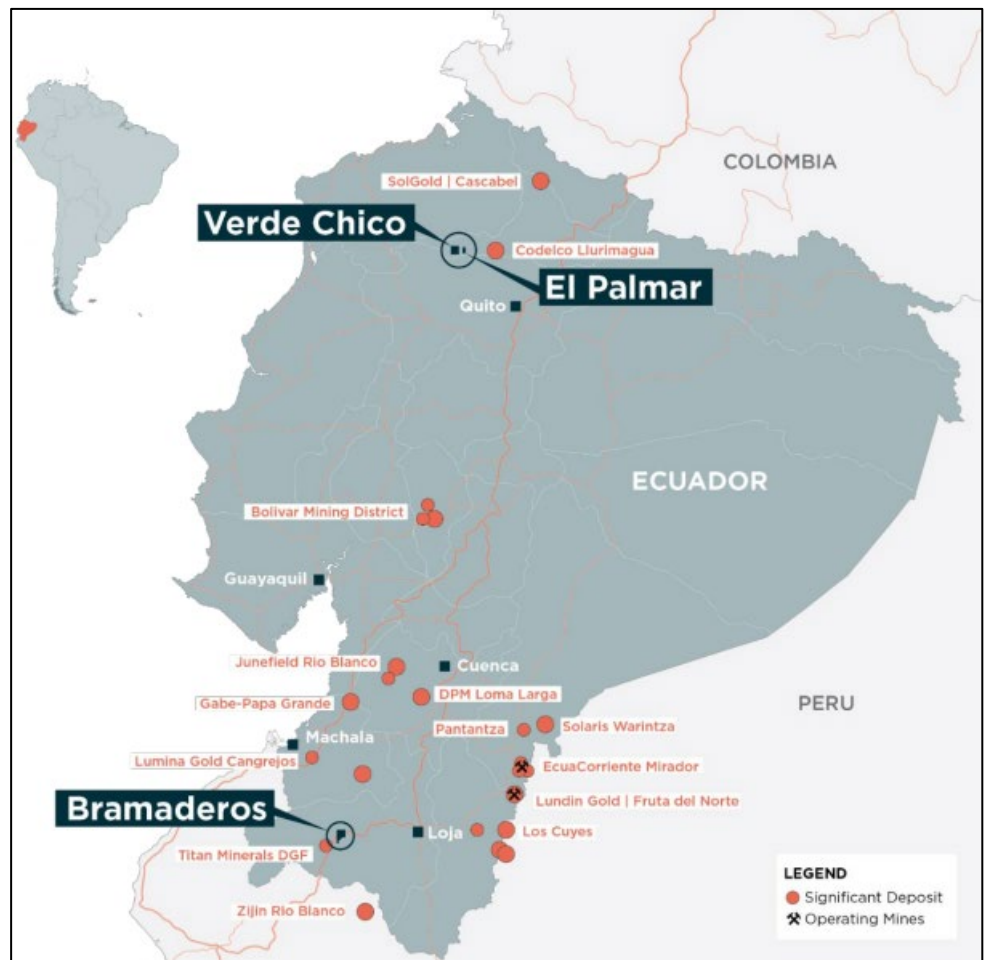 COLOMBIA
SolGold | Cascabel
Verde Chico
Codelco Llurimagua
El Palmar
Quito
ECUADOR
Bolivar Mining District
Guayaquil
Junefield Rio Blanco
Cuenca
DPM Loma Larga
Gabe-Papa Grande
PERU
Pantantza
Solaris Warintza
Machala
Lumina Gold Cangrejos
EcuaCorriente Mirador
Lundin Gold | Fruta del Norte
Bramaderos
Loja
Los Cuyes
Titan Minerals DGF
Zijin Rio Blanco
LEGEND
Significant Deposit
Operating Mines